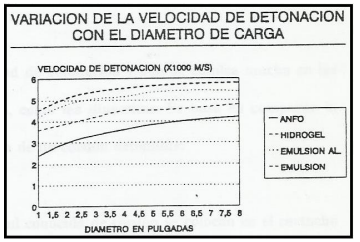 VARIACION DE LA VELOCIDAD DE DETONACION
CON EL DIAMETRO DE CARGA
VELOCIDAD DE DETONACION (X1000 M/S)
6
5
4
3
2
1
0
1 1,5 2 2,5 3 3,5 4 4,5 5 5,5 6 6,5 7 7,5 8
DIAMETRO EN PULGADAS
ANFO
HIDROGEL
EMULSION AL.
EMULSION